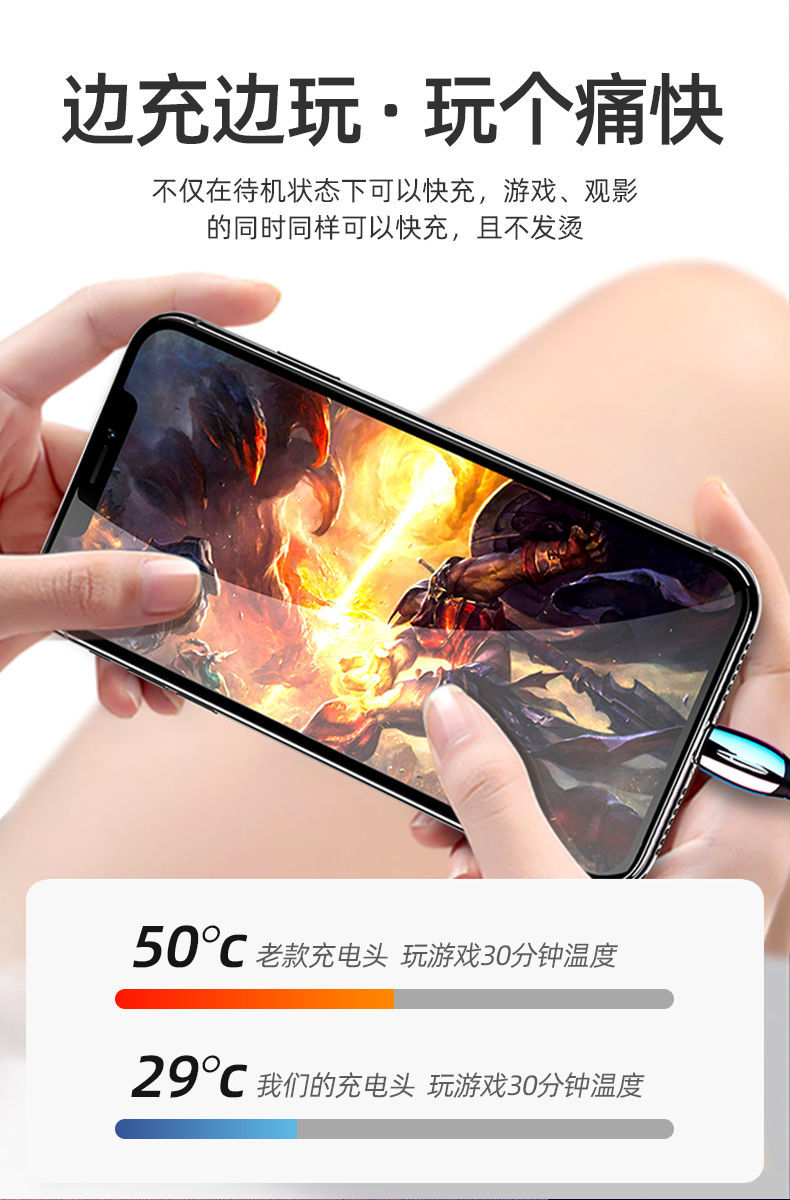 边充边玩·玩个痛快
不仅在待机状态下可以快充，游戏、观影
的同时同样可以快充，且不发烫
50°C 老款充电头 玩游戏30分钟温度
29°C 我们的充电头 玩游戏30分钟温度